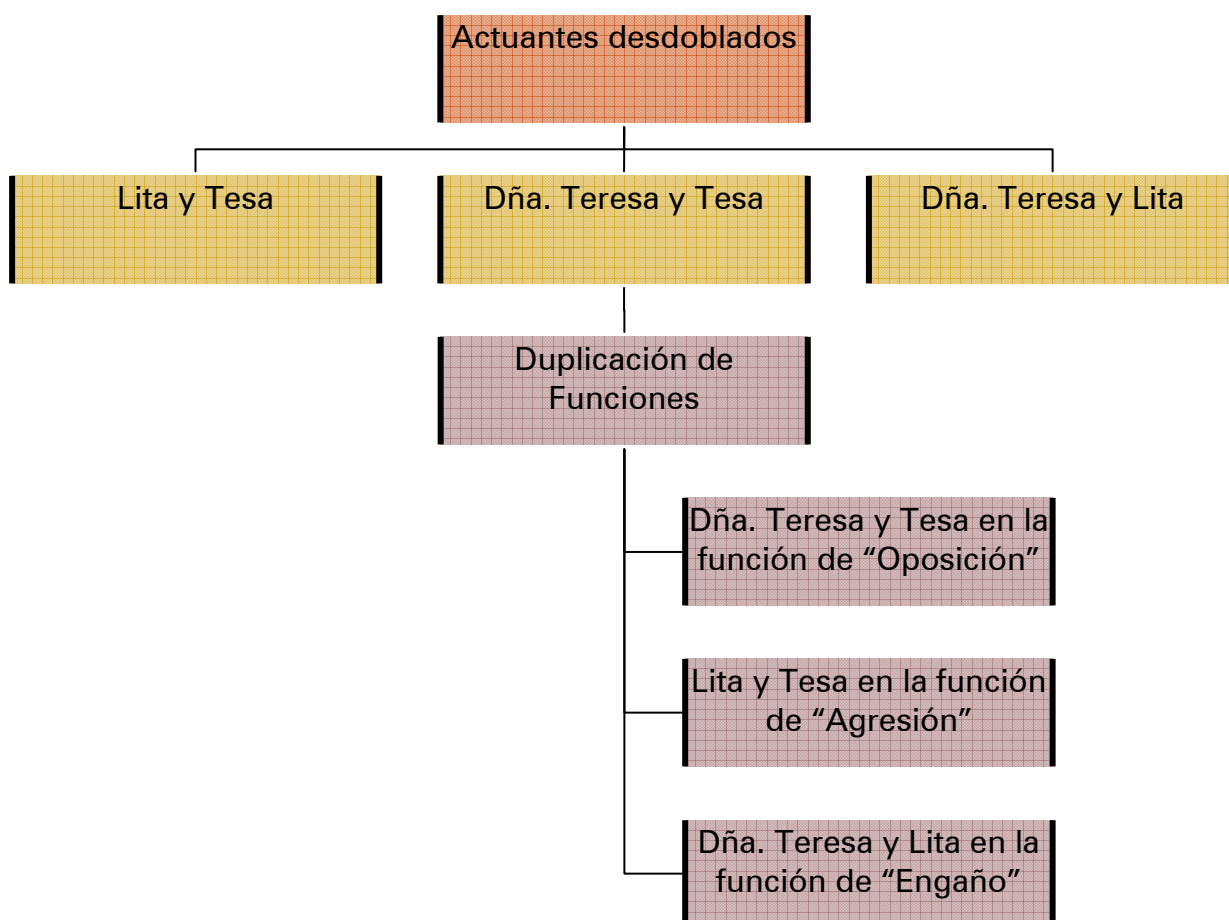 Actuantes desdoblados
Lita y Tesa
Dña. Teresa y Tesa
Dña. Teresa y Lita
Duplicación de
Funciones
Dña. Teresa y Tesa en la
función de “Oposición”
Lita y Tesa en la función
de “Agresión”
Dña. Teresa y Lita en la
función de “Engaño”